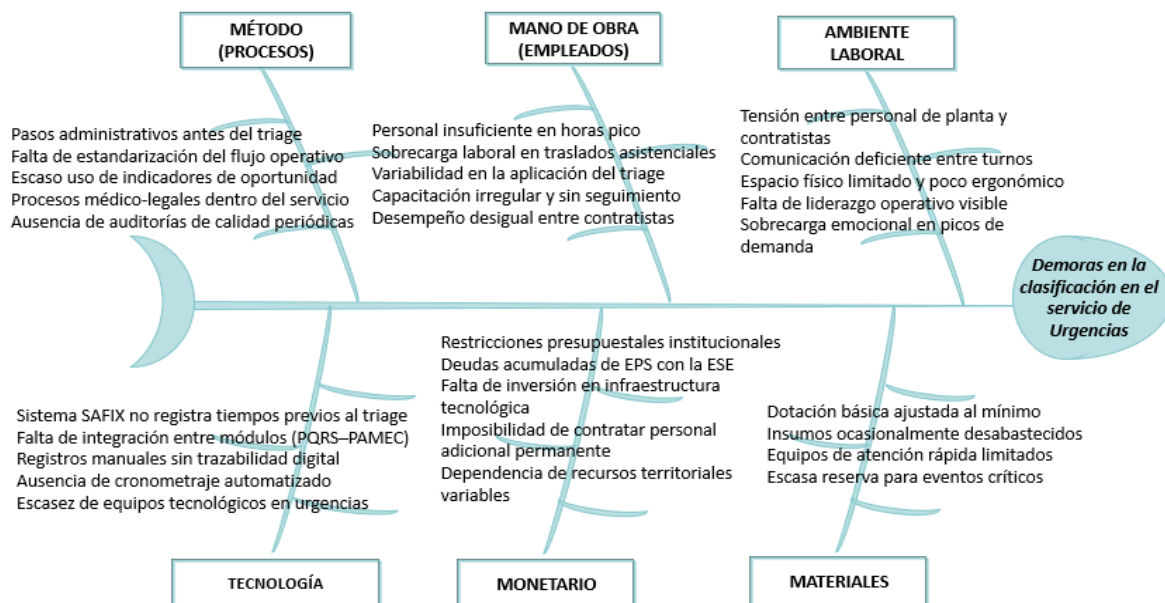 MÉTODO
(PROCESOS)
MANO DE OBRA
(EMPLEADOS)
AMBIENTE
LABORAL
Pasos administrativos antes del triage
Falta de estandarización del flujo operativo
Escaso uso de indicadores de oportunidad
Procesos médico-legales dentro del servicio
Ausencia de auditorías de calidad periódicas
Personal insuficiente en horas pico
Sobrecarga laboral en traslados asistenciales
Variabilidad en la aplicación del triage
Capacitación irregular y sin seguimiento
Desempeño desigual entre contratistas
Tensión entre personal de planta y
contratistas
Comunicación deficiente entre turnos
Espacio físico limitado y poco ergonómico
Falta de liderazgo operativo visible
Sobrecarga emocional en picos de
demanda
Demoras en la
clasificación en el
servicio de
Urgencias
Sistema SAFIX no registra tiempos previos al triage
Falta de integración entre módulos (PQRS–PAMEC)
Registros manuales sin trazabilidad digital
Ausencia de cronometraje automatizado
Escasez de equipos tecnológicos en urgencias
Restricciones presupuestales institucionales
Deudas acumuladas de EPS con la ESE
Falta de inversión en infraestructura
tecnológica
Imposibilidad de contratar personal
adicional permanente
Dependencia de recursos territoriales
variables
Dotación básica ajustada al mínimo
Insumos ocasionalmente desabastecidos
Equipos de atención rápida limitados
Escasa reserva para eventos críticos
TECNOLOGÍA
MONETARIO
MATERIALES